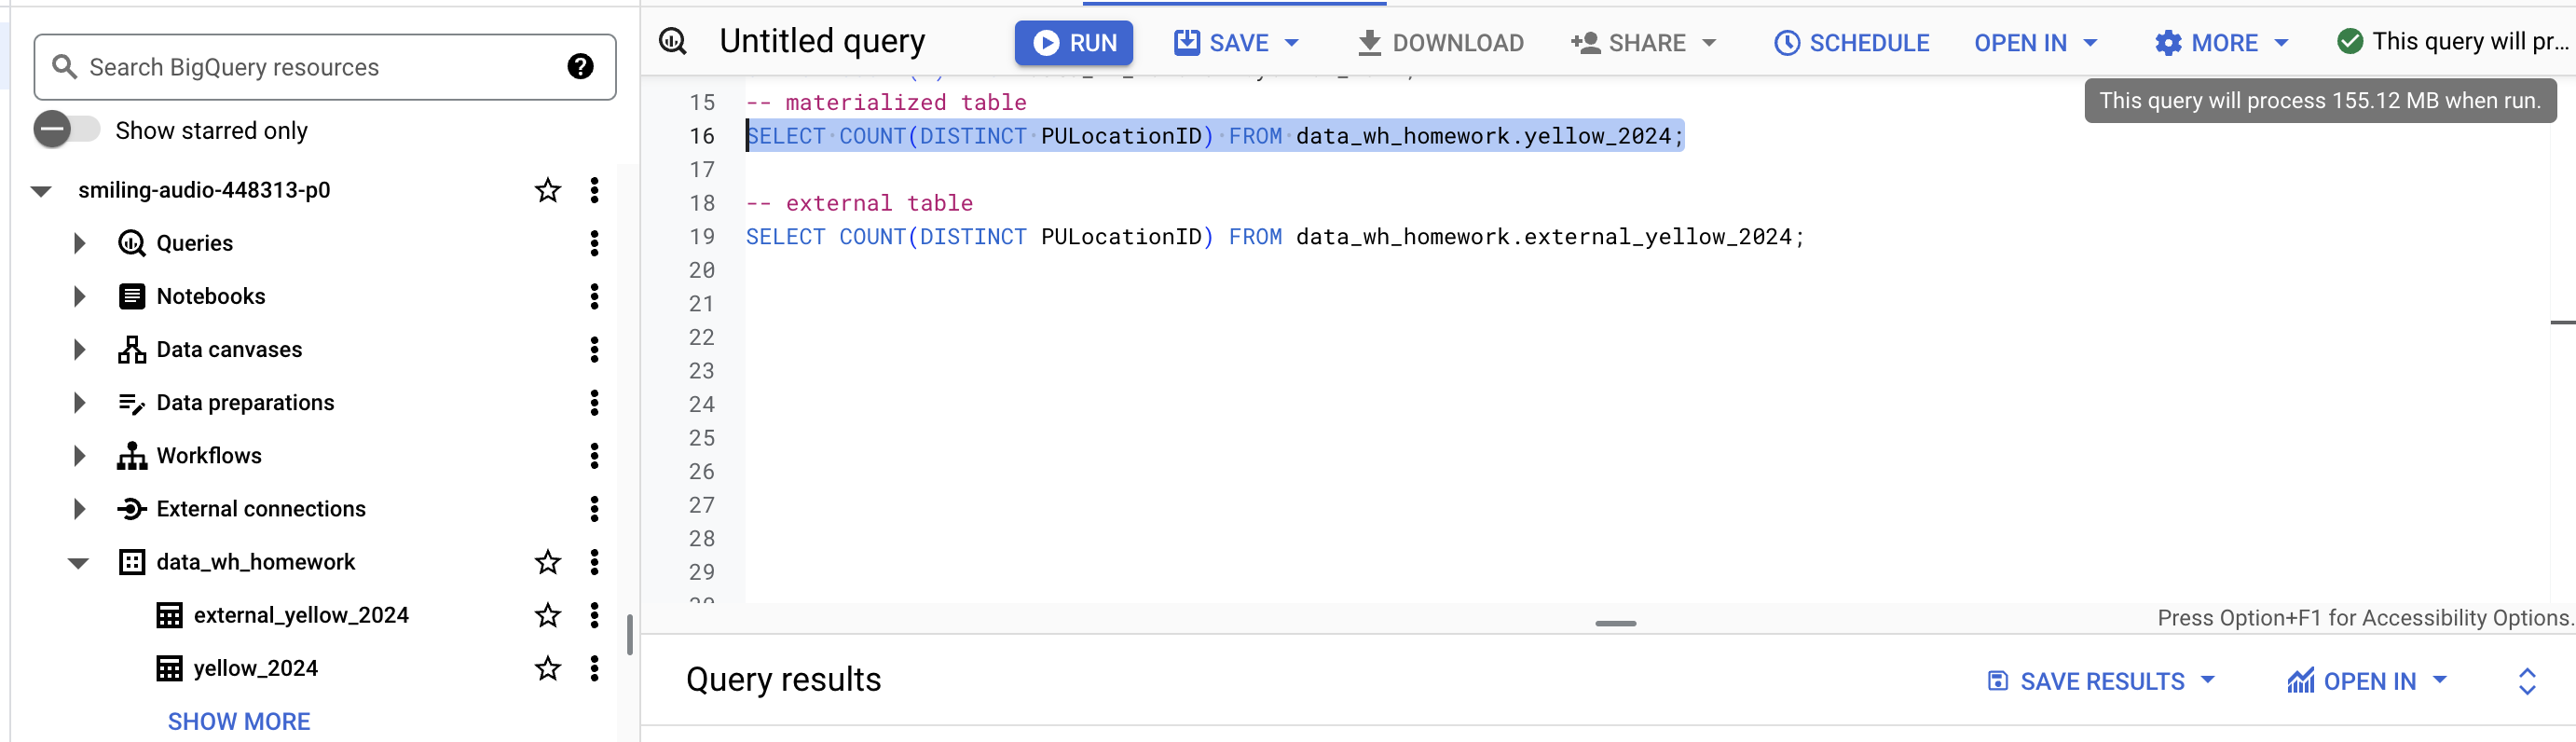 Search BigQuery resources
Show starred only
smiling-audio-448313-p0
Queries
Notebooks
Data canvases
Data preparations
Workflows
External connections
data_wh_homework
external_yellow_2024
yellow_2024
SHOW MORE
Untitled query RUN SAVE DOWNLOAD SHARE SCHEDULE OPEN IN MORE This query will pr...
This query will process 155.12 MB when run.
15 -- materialized table
16 SELECT COUNT(DISTINCT PULocationID) FROM data_wh_homework.yellow_2024;
17
18 -- external table
19 SELECT COUNT(DISTINCT PULocationID) FROM data_wh_homework.external_yellow_2024;
20
21
22
23
24
25
26
27
28
29
Press Option+F1 for Accessibility Options.
Query results SAVE RESULTS OPEN IN